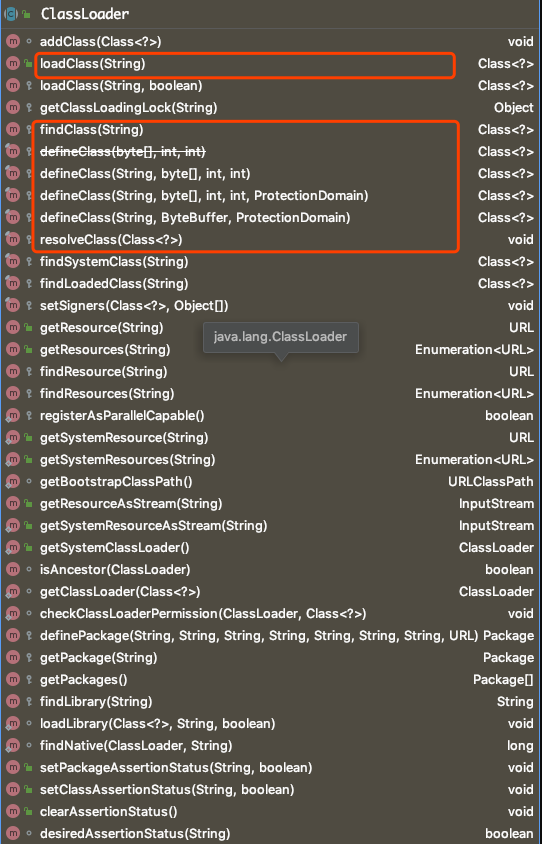 ClassLoader
addClass(Class<?>) void
loadClass(String) Class<?>
loadClass(String, boolean) Class<?>
getClassLoadingLock(String) Object
findClass(String) Class<?>
defineClass(byte[], int, int) Class<?>
defineClass(String, byte[], int, int) Class<?>
defineClass(String, byte[], int, int, ProtectionDomain) Class<?>
defineClass(String, ByteBuffer, ProtectionDomain) Class<?>
resolveClass(Class<?>) void
findSystemClass(String) Class<?>
findLoadedClass(String) Class<?>
setSigners(Class<?>, Object[]) void
getResource(String) URL
java.lang.ClassLoader
getResources(String) Enumeration<URL>
findResource(String) URL
findResources(String) Enumeration<URL>
registerAsParallelCapable() boolean
getSystemResource(String) URL
getSystemResources(String) Enumeration<URL>
getBootstrapClassPath() URLClassPath
getResourceAsStream(String) InputStream
getSystemResourceAsStream(String) InputStream
getSystemClassLoader() ClassLoader
isAncestor(ClassLoader) boolean
getClassLoader(Class<?>) ClassLoader
checkClassLoaderPermission(ClassLoader, Class<?>) void
definePackage(String, String, String, String, String, String, String, URL) Package
getPackage(String) Package
getPackages() Package[]
findLibrary(String) String
loadLibrary(Class<?>, String, boolean) void
findNative(ClassLoader, String) long
setPackageAssertionStatus(String, boolean) void
setClassAssertionStatus(String, boolean) void
clearAssertionStatus() void
desiredAssertionStatus(String) boolean